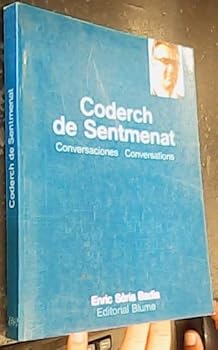 Coderch
de Sentmenat
Conversaciones / Conversations
Enric Sòria Badia
Editorial Blume
Coderch de Sentmenat